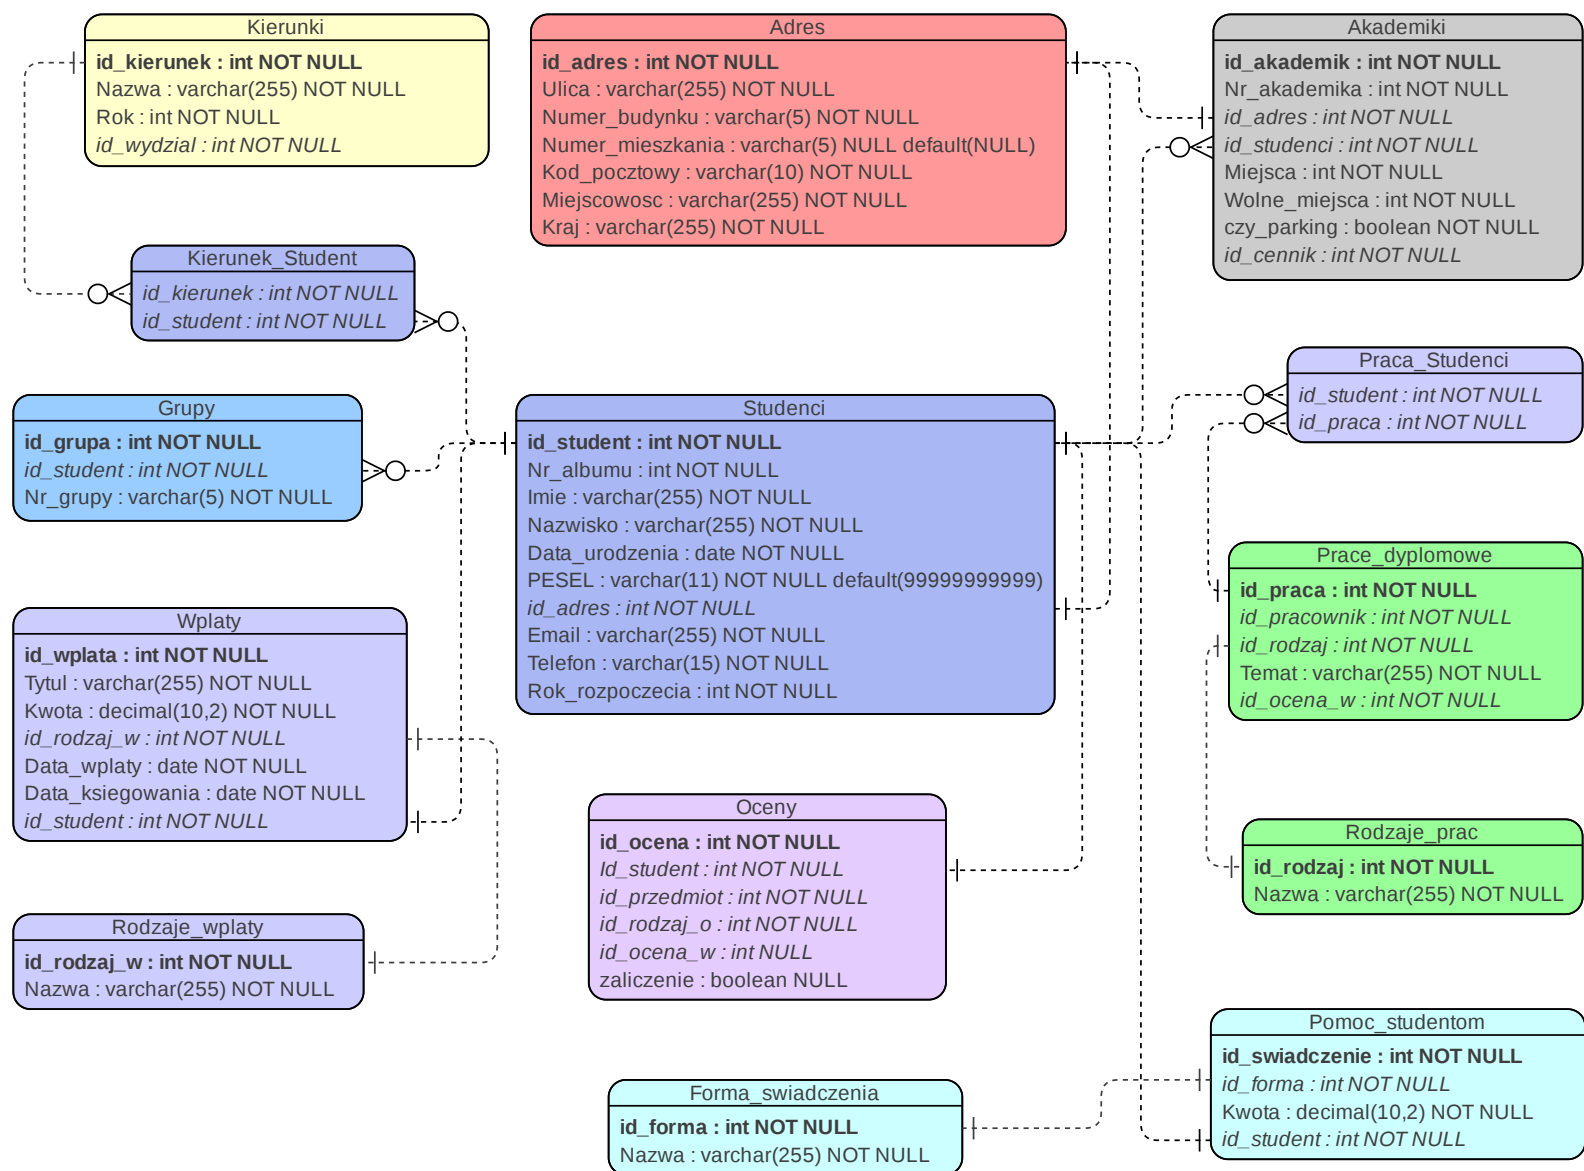 Kierunki
id_kierunek : int NOT NULL
Nazwa : varchar(255) NOT NULL
Rok : int NOT NULL
id_wydzial : int NOT NULL
Adres
id_adres : int NOT NULL
Ulica : varchar(255) NOT NULL
Numer_budynku : varchar(5) NOT NULL
Numer_mieszkania : varchar(5) NULL default(NULL)
Kod_pocztowy : varchar(10) NOT NULL
Miejscowosc : varchar(255) NOT NULL
Kraj : varchar(255) NOT NULL
Akademiki
id_akademik : int NOT NULL
Nr_akademika : int NOT NULL
id_adres : int NOT NULL
id_studenci : int NOT NULL
Miejsca : int NOT NULL
Wolne_miejsca : int NOT NULL
czy_parking : boolean NOT NULL
id_cennik : int NOT NULL
Kierunek_Student
id_kierunek : int NOT NULL
id_student : int NOT NULL
Praca_Studenci
id_student : int NOT NULL
id_praca : int NOT NULL
Grupy
id_grupa : int NOT NULL
id_student : int NOT NULL
Nr_grupy : varchar(5) NOT NULL
Studenci
id_student : int NOT NULL
Nr_albumu : int NOT NULL
Imie : varchar(255) NOT NULL
Nazwisko : varchar(255) NOT NULL
Data_urodzenia : date NOT NULL
PESEL : varchar(11) NOT NULL default(99999999999)
id_adres : int NOT NULL
Email : varchar(255) NOT NULL
Telefon : varchar(15) NOT NULL
Rok_rozpoczecia : int NOT NULL
Prace_dyplomowe
id_praca : int NOT NULL
id_pracownik : int NOT NULL
id_rodzaj : int NOT NULL
Temat : varchar(255) NOT NULL
id_ocena_w : int NOT NULL
Wplaty
id_wplata : int NOT NULL
Tytul : varchar(255) NOT NULL
Kwota : decimal(10,2) NOT NULL
id_rodzaj_w : int NOT NULL
Data_wplaty : date NOT NULL
Data_ksiegowania : date NOT NULL
id_student : int NOT NULL
Oceny
id_ocena : int NOT NULL
Id_student : int NOT NULL
id_przedmiot : int NOT NULL
id_rodzaj_o : int NOT NULL
id_ocena_w : int NULL
zaliczenie : boolean NULL
Rodzaje_prac
id_rodzaj : int NOT NULL
Nazwa : varchar(255) NOT NULL
Rodzaje_wplaty
id_rodzaj_w : int NOT NULL
Nazwa : varchar(255) NOT NULL
Forma_swiadczenia
id_forma : int NOT NULL
Nazwa : varchar(255) NOT NULL
Pomoc_studentom
id_swiadczenie : int NOT NULL
id_forma : int NOT NULL
Kwota : decimal(10,2) NOT NULL
id_student : int NOT NULL